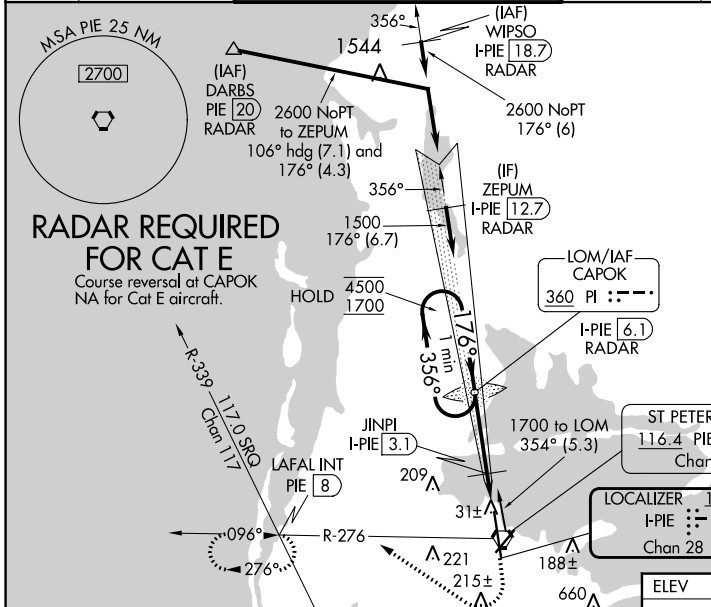 MSA PIE 25 NM
2700
(IAF)
DARBS
PIE 20
RADAR
1544
2600 NoPT
to ZEPUM
106° hdg (7.1) and
176° (4.3)
356°
(IAF)
WIPSO
I-PIE 18.7
RADAR
2600 NoPT
176° (6)
356°
(IF)
ZEPUM
I-PIE 12.7
RADAR
1500
176° (6.7)
RADAR REQUIRED
FOR CAT E
Course reversal at CAPOK
NA for Cat E aircraft.
HOLD
4500
1700
176°
1 min
356°
LOM/IAF
CAPOK
360 PI
I-PIE 6.1
RADAR
R-339
117.0 SRQ
Chan 117
JINPI
I-PIE 3.1
1700 to LOM
354° (5.3)
ST PETER
116.4 PIE
Chan
LAFAL INT
PIE 8
209
31±
LOCALIZER 1
I-PIE
Chan 28
096°
R-276
276°
221
215±
188±
660
ELEV